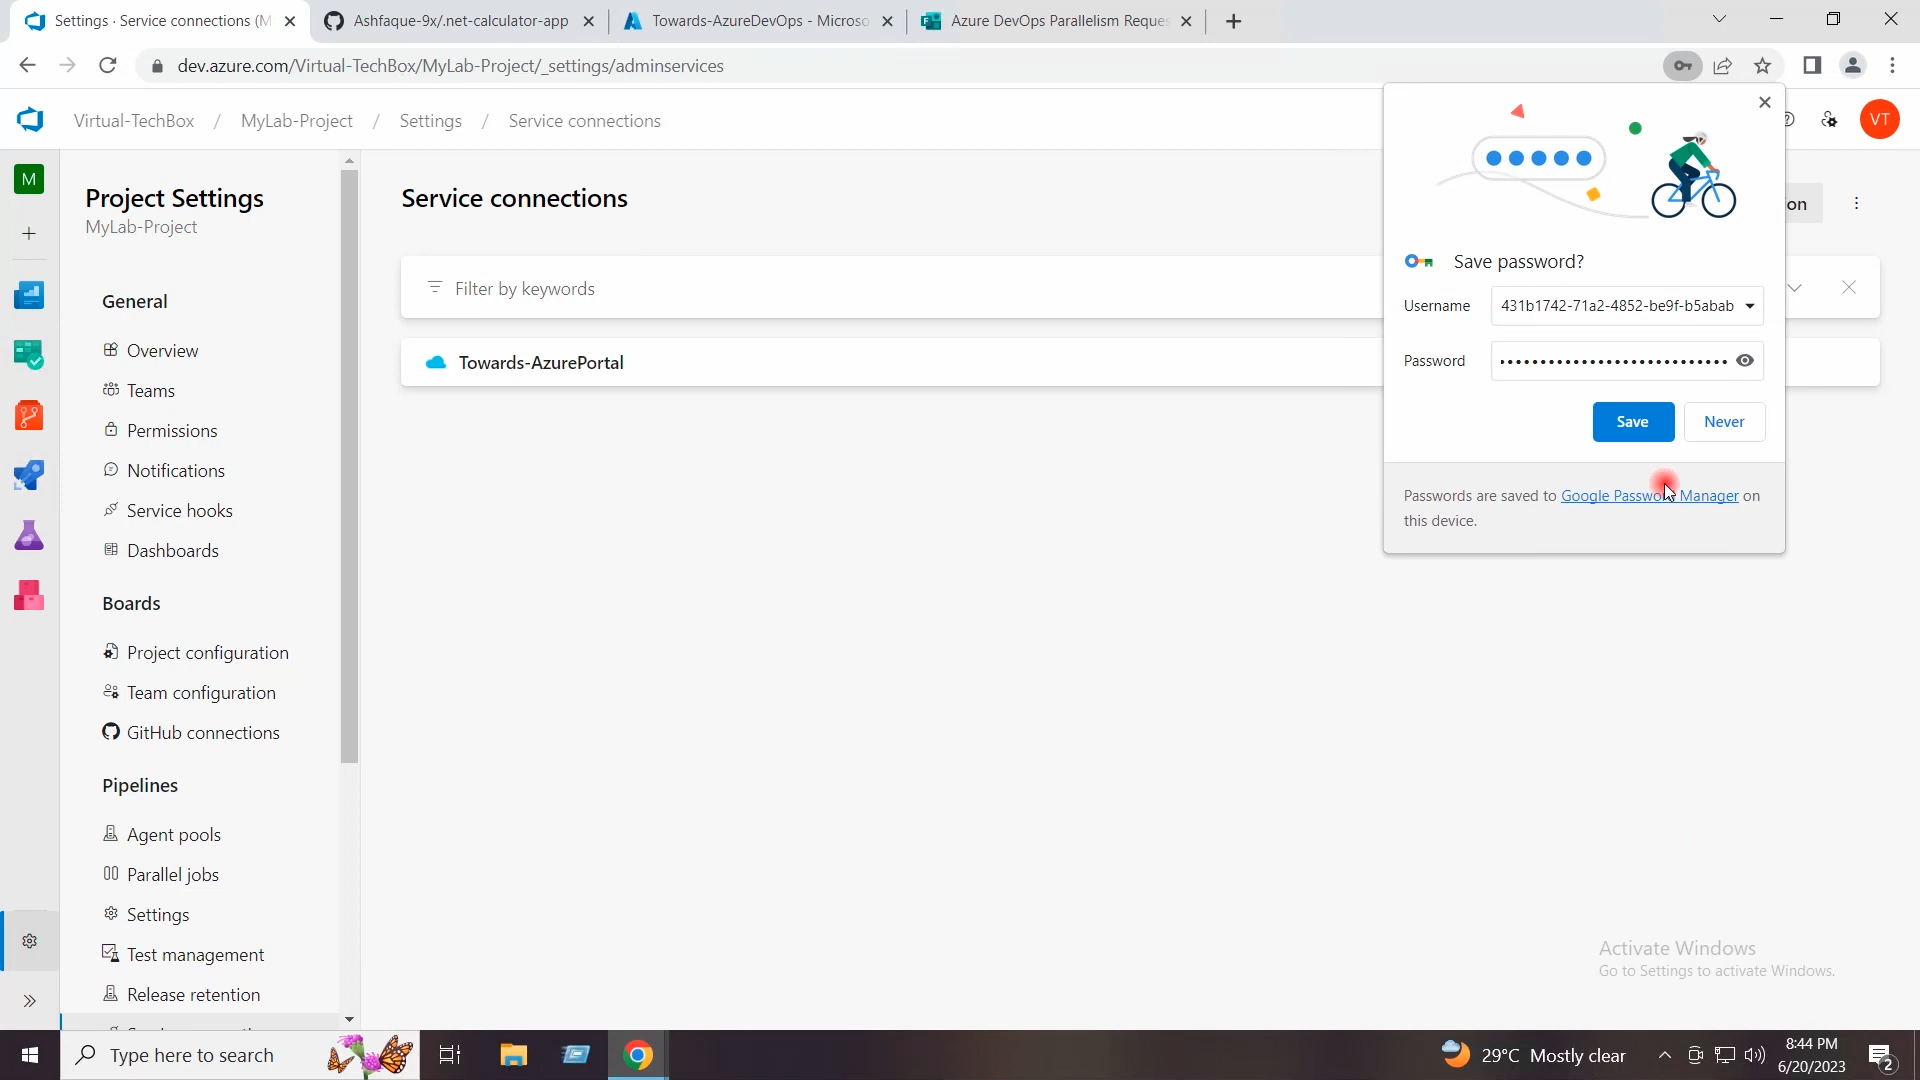 Settings · Service connections (M
Ashfaque-9x/.net-calculator-app
Towards-AzureDevOps - Microso
Azure DevOps Parallelism Reques
dev.azure.com/Virtual-TechBox/MyLab-Project/_settings/adminservices
Virtual-TechBox / MyLab-Project / Settings / Service connections
VT
M
Project Settings
MyLab-Project
General
Overview
Teams
Permissions
Notifications
Service hooks
Dashboards
Boards
Project configuration
Team configuration
GitHub connections
Pipelines
Agent pools
Parallel jobs
Settings
Test management
Release retention
Service connections
on
Filter by keywords
Towards-AzurePortal
Save password?
Username 431b1742-71a2-4852-be9f-b5abab
Password
Save Never
Passwords are saved to Google Password Manager on
this device.
Activate Windows
Go to Settings to activate Windows.
Type here to search
29°C Mostly clear
8:44 PM
6/20/2023
2